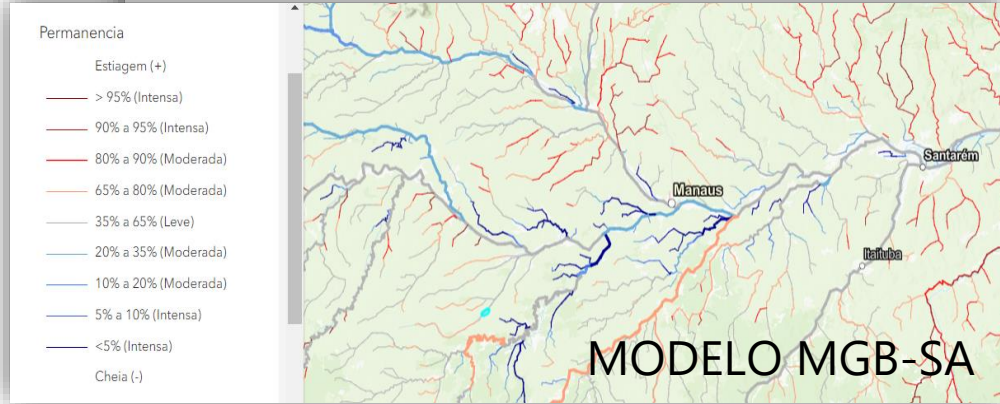 Permanencia
Estiagem (+)
> 95% (Intensa)
90% a 95% (Intensa)
80% a 90% (Moderada)
65% a 80% (Moderada)
35% a 65% (Leve)
20% a 35% (Moderada)
10% a 20% (Moderada)
5% a 10% (Intensa)
<5% (Intensa)
Cheia (-)
Santarém
Manaus
Itaituba
MODELO MGB-SA